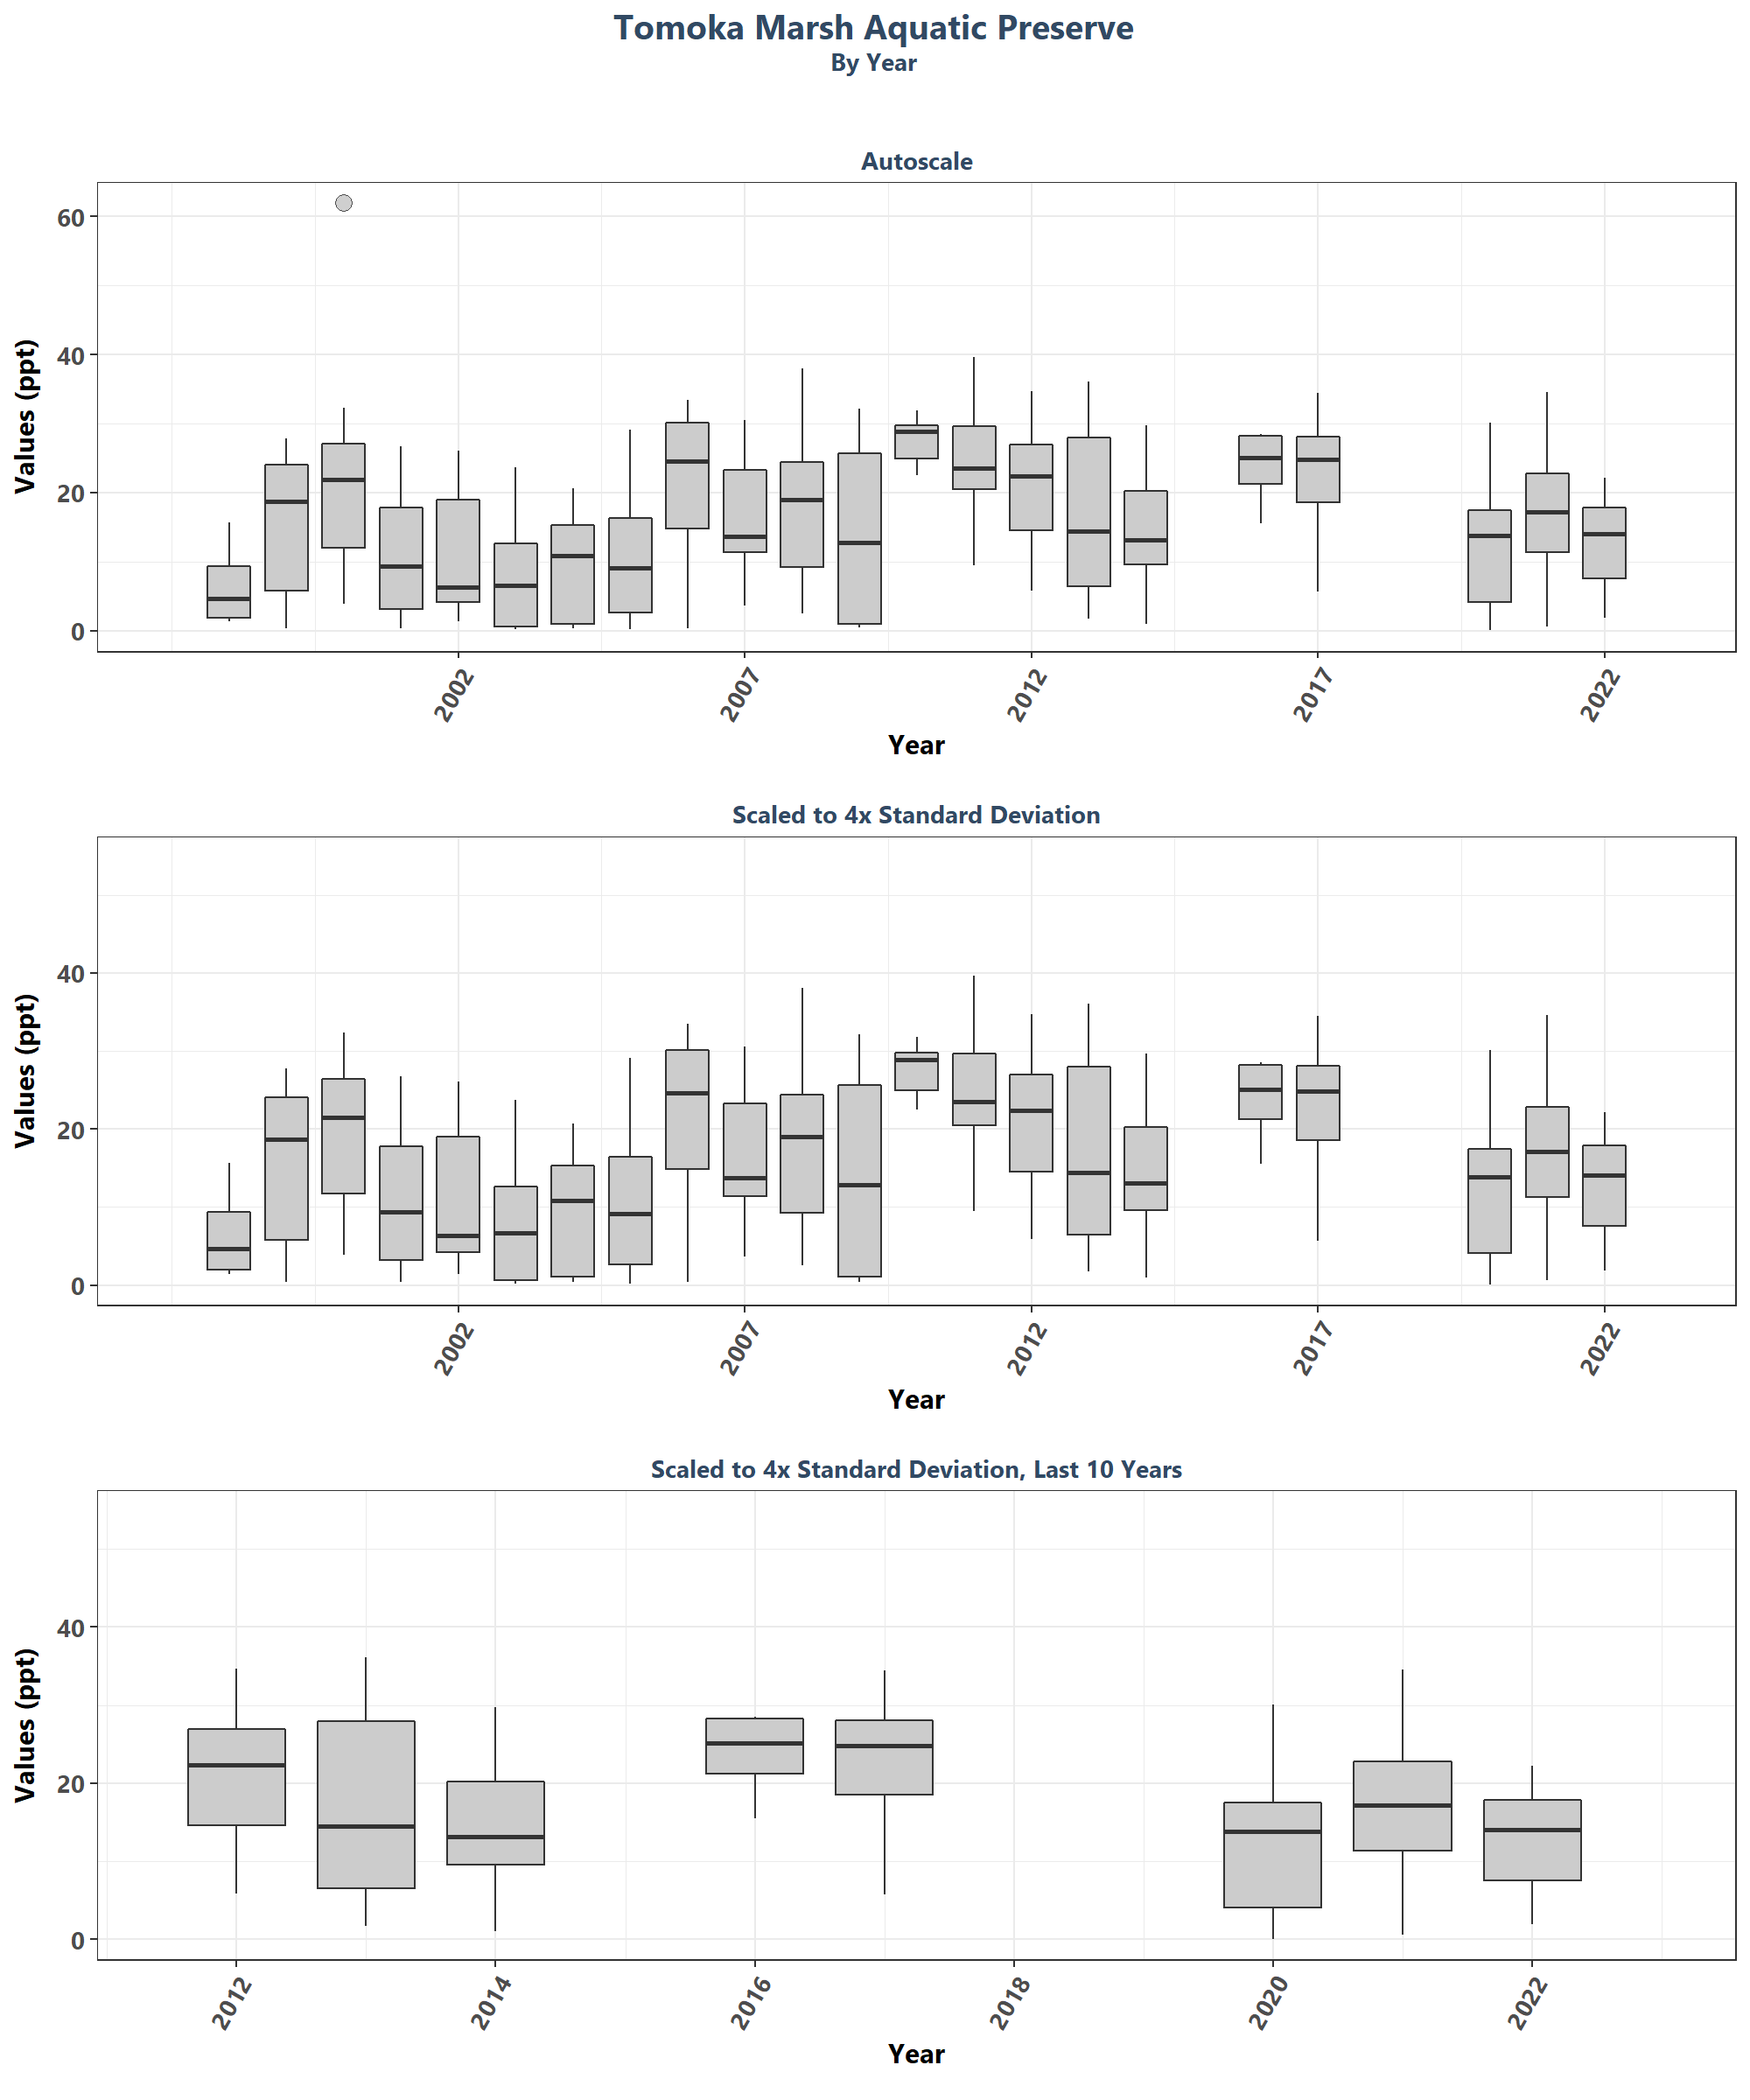 Tomoka Marsh Aquatic Preserve
By Year
Autoscale
Values (ppt)
60
40
20
0
2002 2007 2012 2017 2022
Year
Scaled to 4x Standard Deviation
Values (ppt)
40
20
0
2002 2007 2012 2017 2022
Year
Scaled to 4x Standard Deviation, Last 10 Years
Values (ppt)
40
20
0
2012 2014 2016 2018 2020 2022
Year